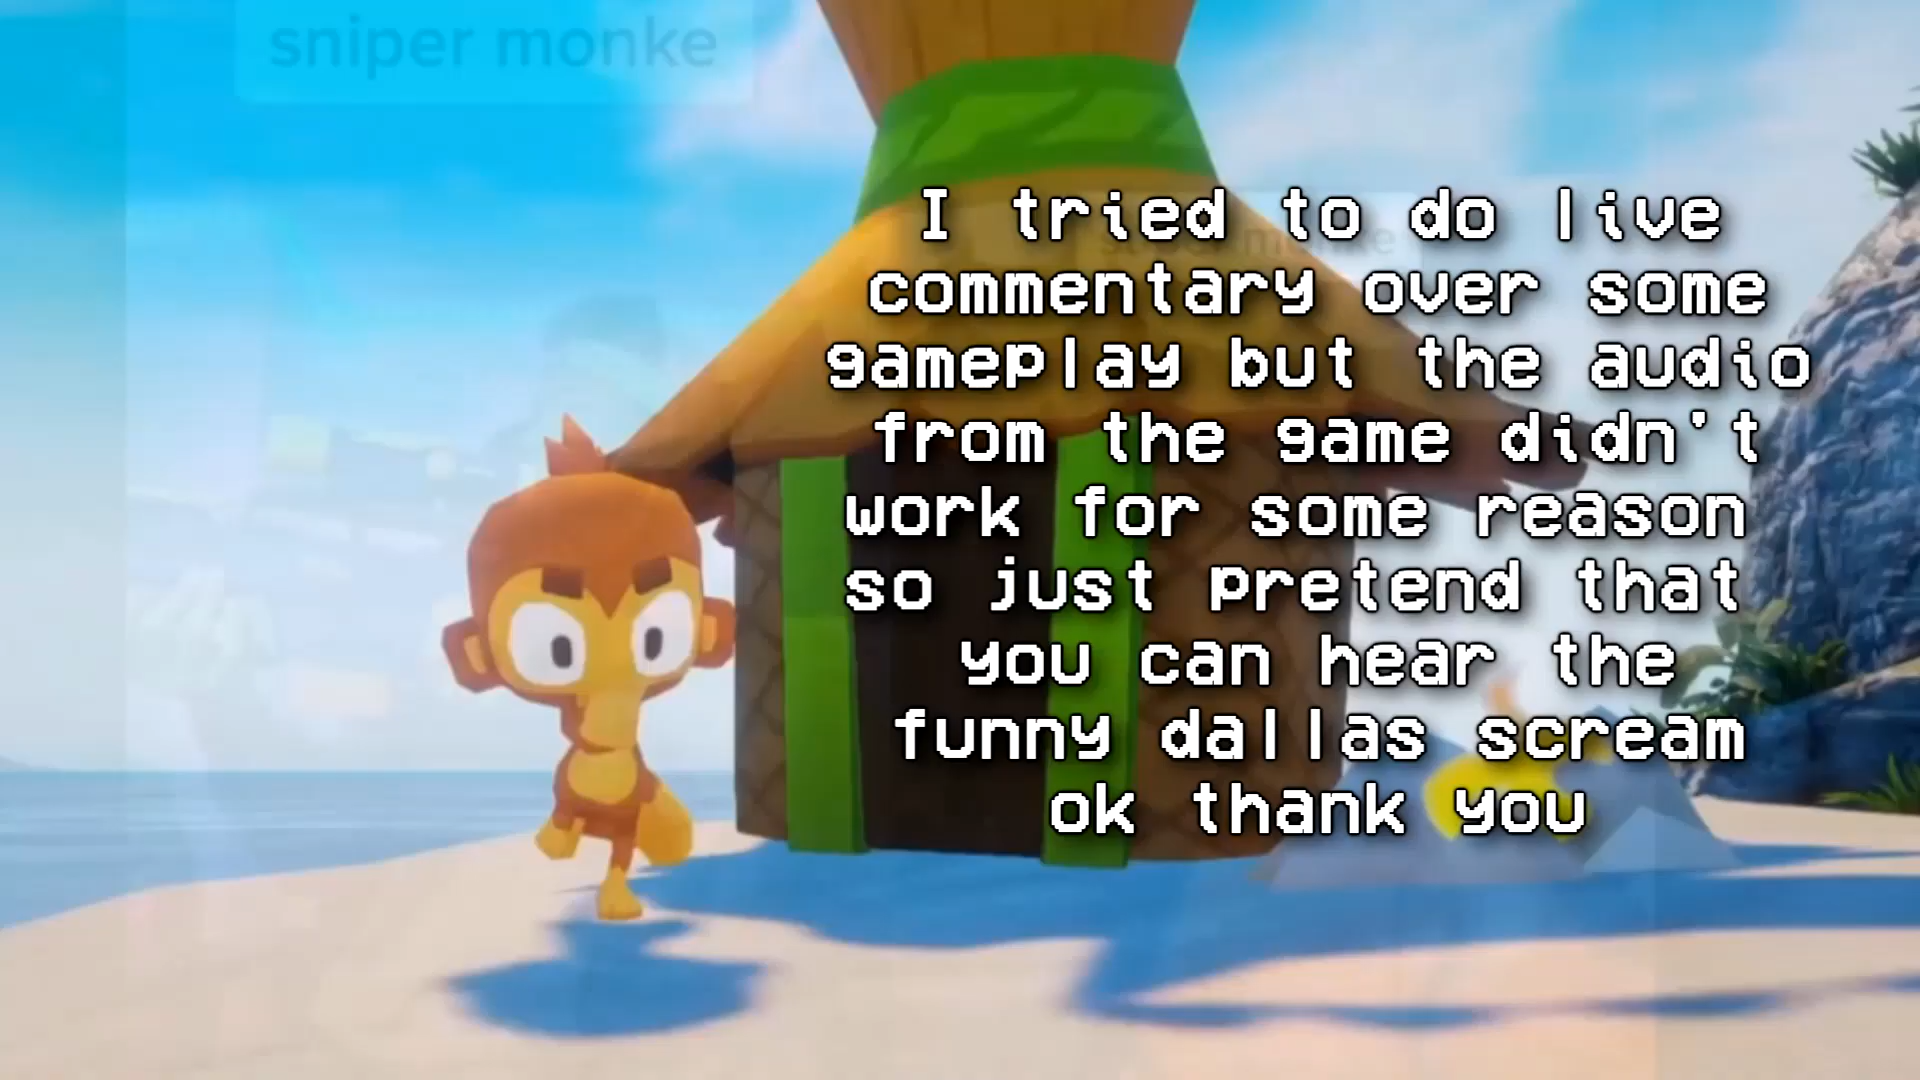 sniper monke
I tried to do live
commentary over some
gameplay but the audio
from the game didn't
work for some reason
so just pretend that
you can hear the
funny dallas scream
ok thank you